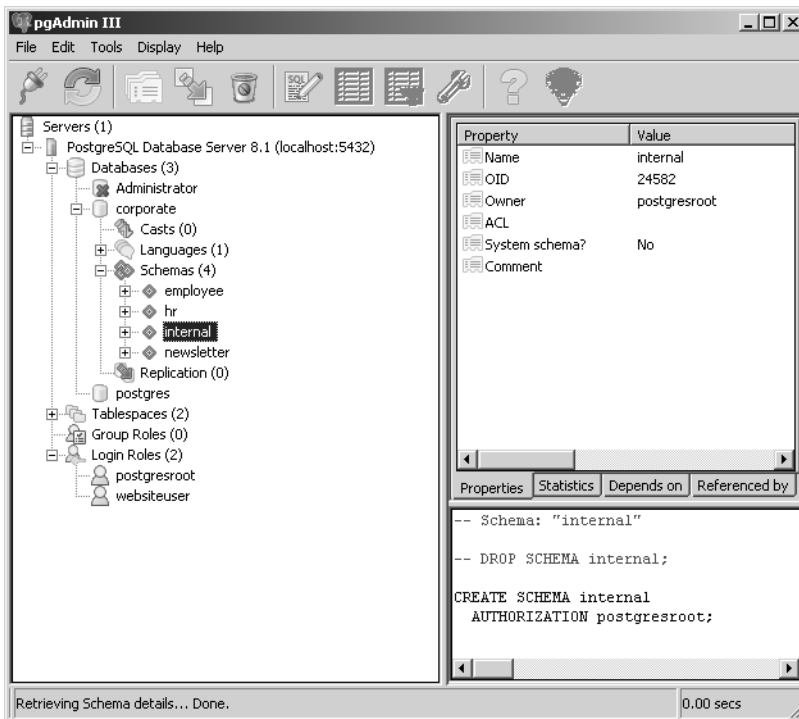 pgAdmin III
File Edit Tools Display Help
SQL
Servers (1)
PostgreSQL Database Server 8.1 (localhost:5432)
Databases (3)
Administrator
corporate
Casts (0)
Languages (1)
Schemas (4)
employee
hr
internal
newsletter
Replication (0)
postgres
Tablespaces (2)
Group Roles (0)
Login Roles (2)
postgresroot
websiteuser
Property Value
Name internal
OID 24582
Owner postgresroot
ACL
System schema? No
Comment
Properties Statistics Depends on Referenced by
-- Schema: "internal"
-- DROP SCHEMA internal;
CREATE SCHEMA internal
AUTHORIZATION postgresroot;
Retrieving Schema details... Done. 0.00 secs